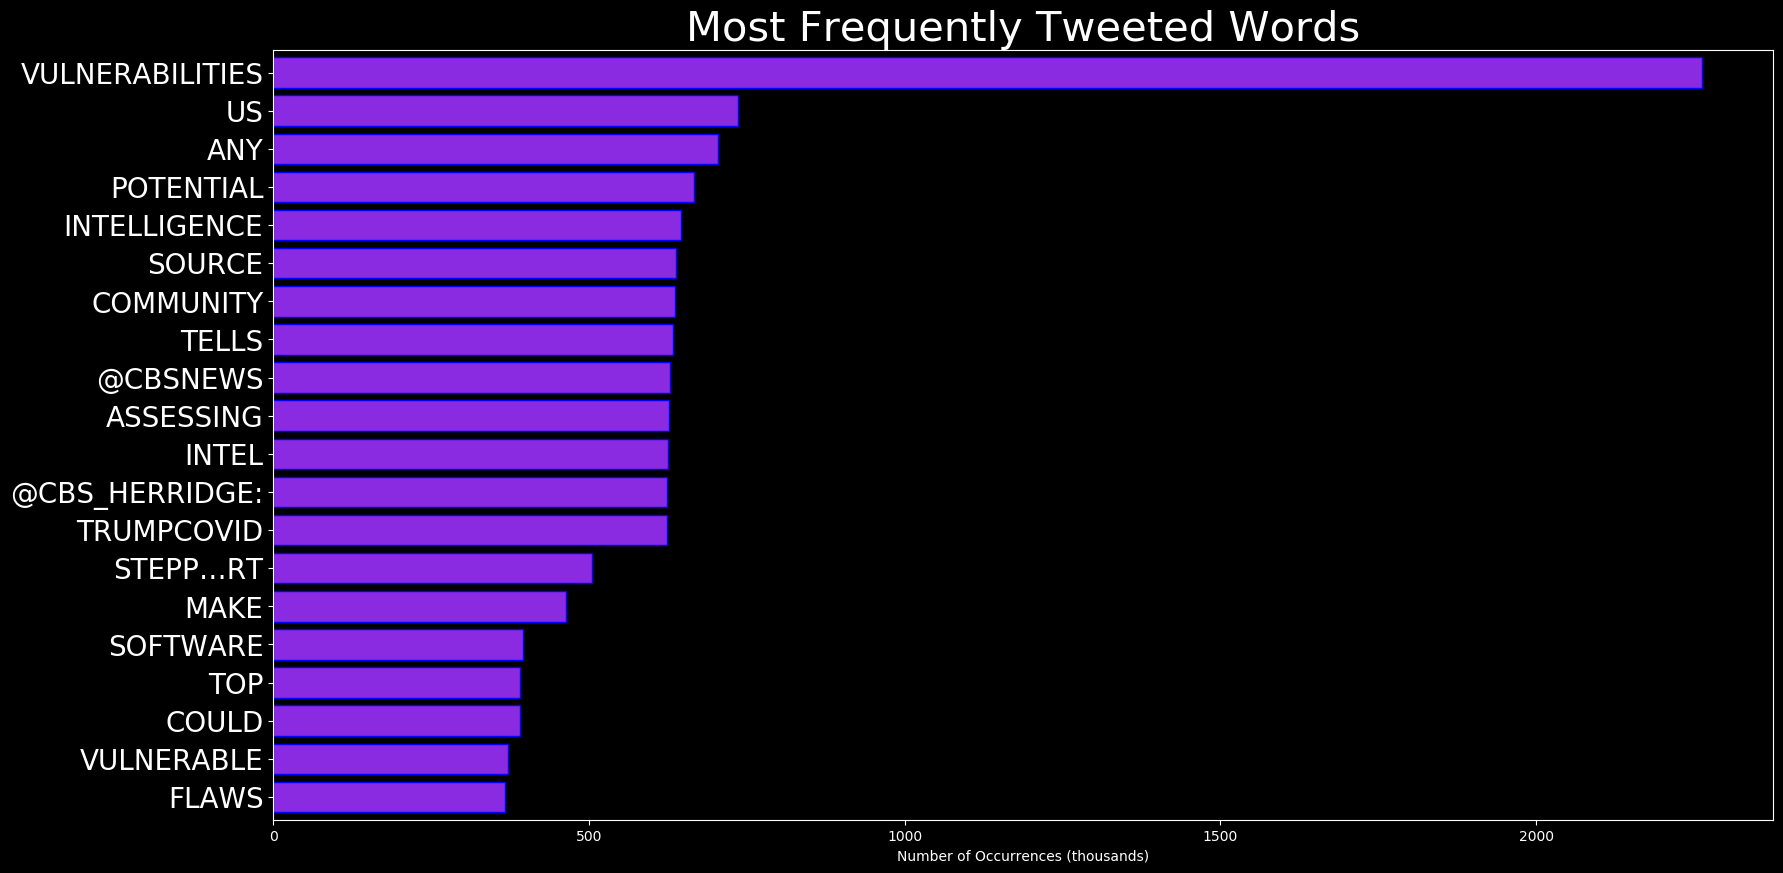 Most Frequently Tweeted Words
VULNERABILITIES
US
ANY
POTENTIAL
INTELLIGENCE
SOURCE
COMMUNITY
TELLS
@CBSNEWS
ASSESSING
INTEL
@CBS_HERRIDGE:
TRUMPCOVID
STEPP...RT
MAKE
SOFTWARE
TOP
COULD
VULNERABLE
FLAWS
0 500 1000 1500 2000
Number of Occurrences (thousands)